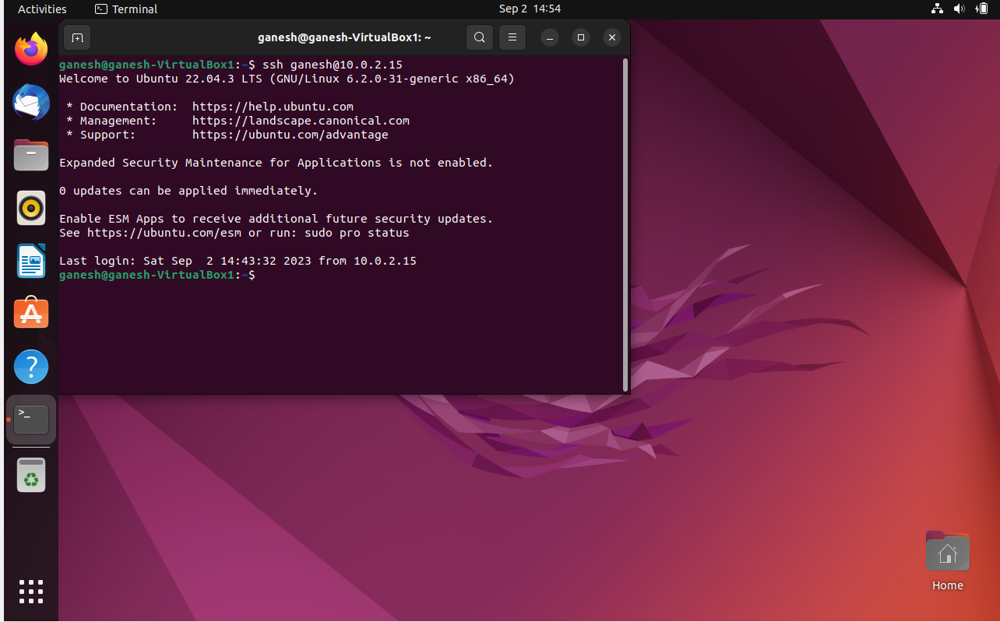 Activities Terminal Sep 2 14:54
ganesh@ganesh-VirtualBox1: ~
ganesh@ganesh-VirtualBox1:~$ ssh ganesh@10.0.2.15
Welcome to Ubuntu 22.04.3 LTS (GNU/Linux 6.2.0-31-generic x86_64)
* Documentation:  https://help.ubuntu.com
* Management:     https://landscape.canonical.com
* Support:        https://ubuntu.com/advantage
Expanded Security Maintenance for Applications is not enabled.
0 updates can be applied immediately.
Enable ESM Apps to receive additional future security updates.
See https://ubuntu.com/esm or run: sudo pro status
Last login: Sat Sep  2 14:43:32 2023 from 10.0.2.15
ganesh@ganesh-VirtualBox1:~$
Home